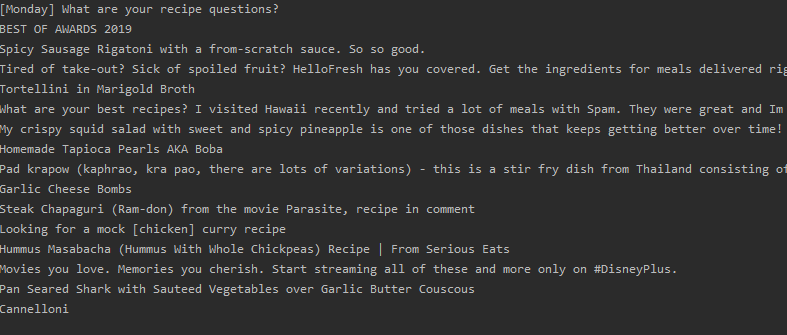 [Monday] What are your recipe questions?
BEST OF AWARDS 2019
Spicy Sausage Rigatoni with a from-scratch sauce. So so good.
Tired of take-out? Sick of spoiled fruit? HelloFresh has you covered. Get the ingredients for meals delivered rig
Tortellini in Marigold Broth
What are your best recipes? I visited Hawaii recently and tried a lot of meals with Spam. They were great and Im
My crispy squid salad with sweet and spicy pineapple is one of those dishes that keeps getting better over time!
Homemade Tapioca Pearls AKA Boba
Pad krapow (kaphrao, kra pao, there are lots of variations) - this is a stir fry dish from Thailand consisting of
Garlic Cheese Bombs
Steak Chapaguri (Ram-don) from the movie Parasite, recipe in comment
Looking for a mock [chicken] curry recipe
Hummus Masabacha (Hummus With Whole Chickpeas) Recipe | From Serious Eats
Movies you love. Memories you cherish. Start streaming all of these and more only on #DisneyPlus.
Pan Seared Shark with Sauteed Vegetables over Garlic Butter Couscous
Cannelloni